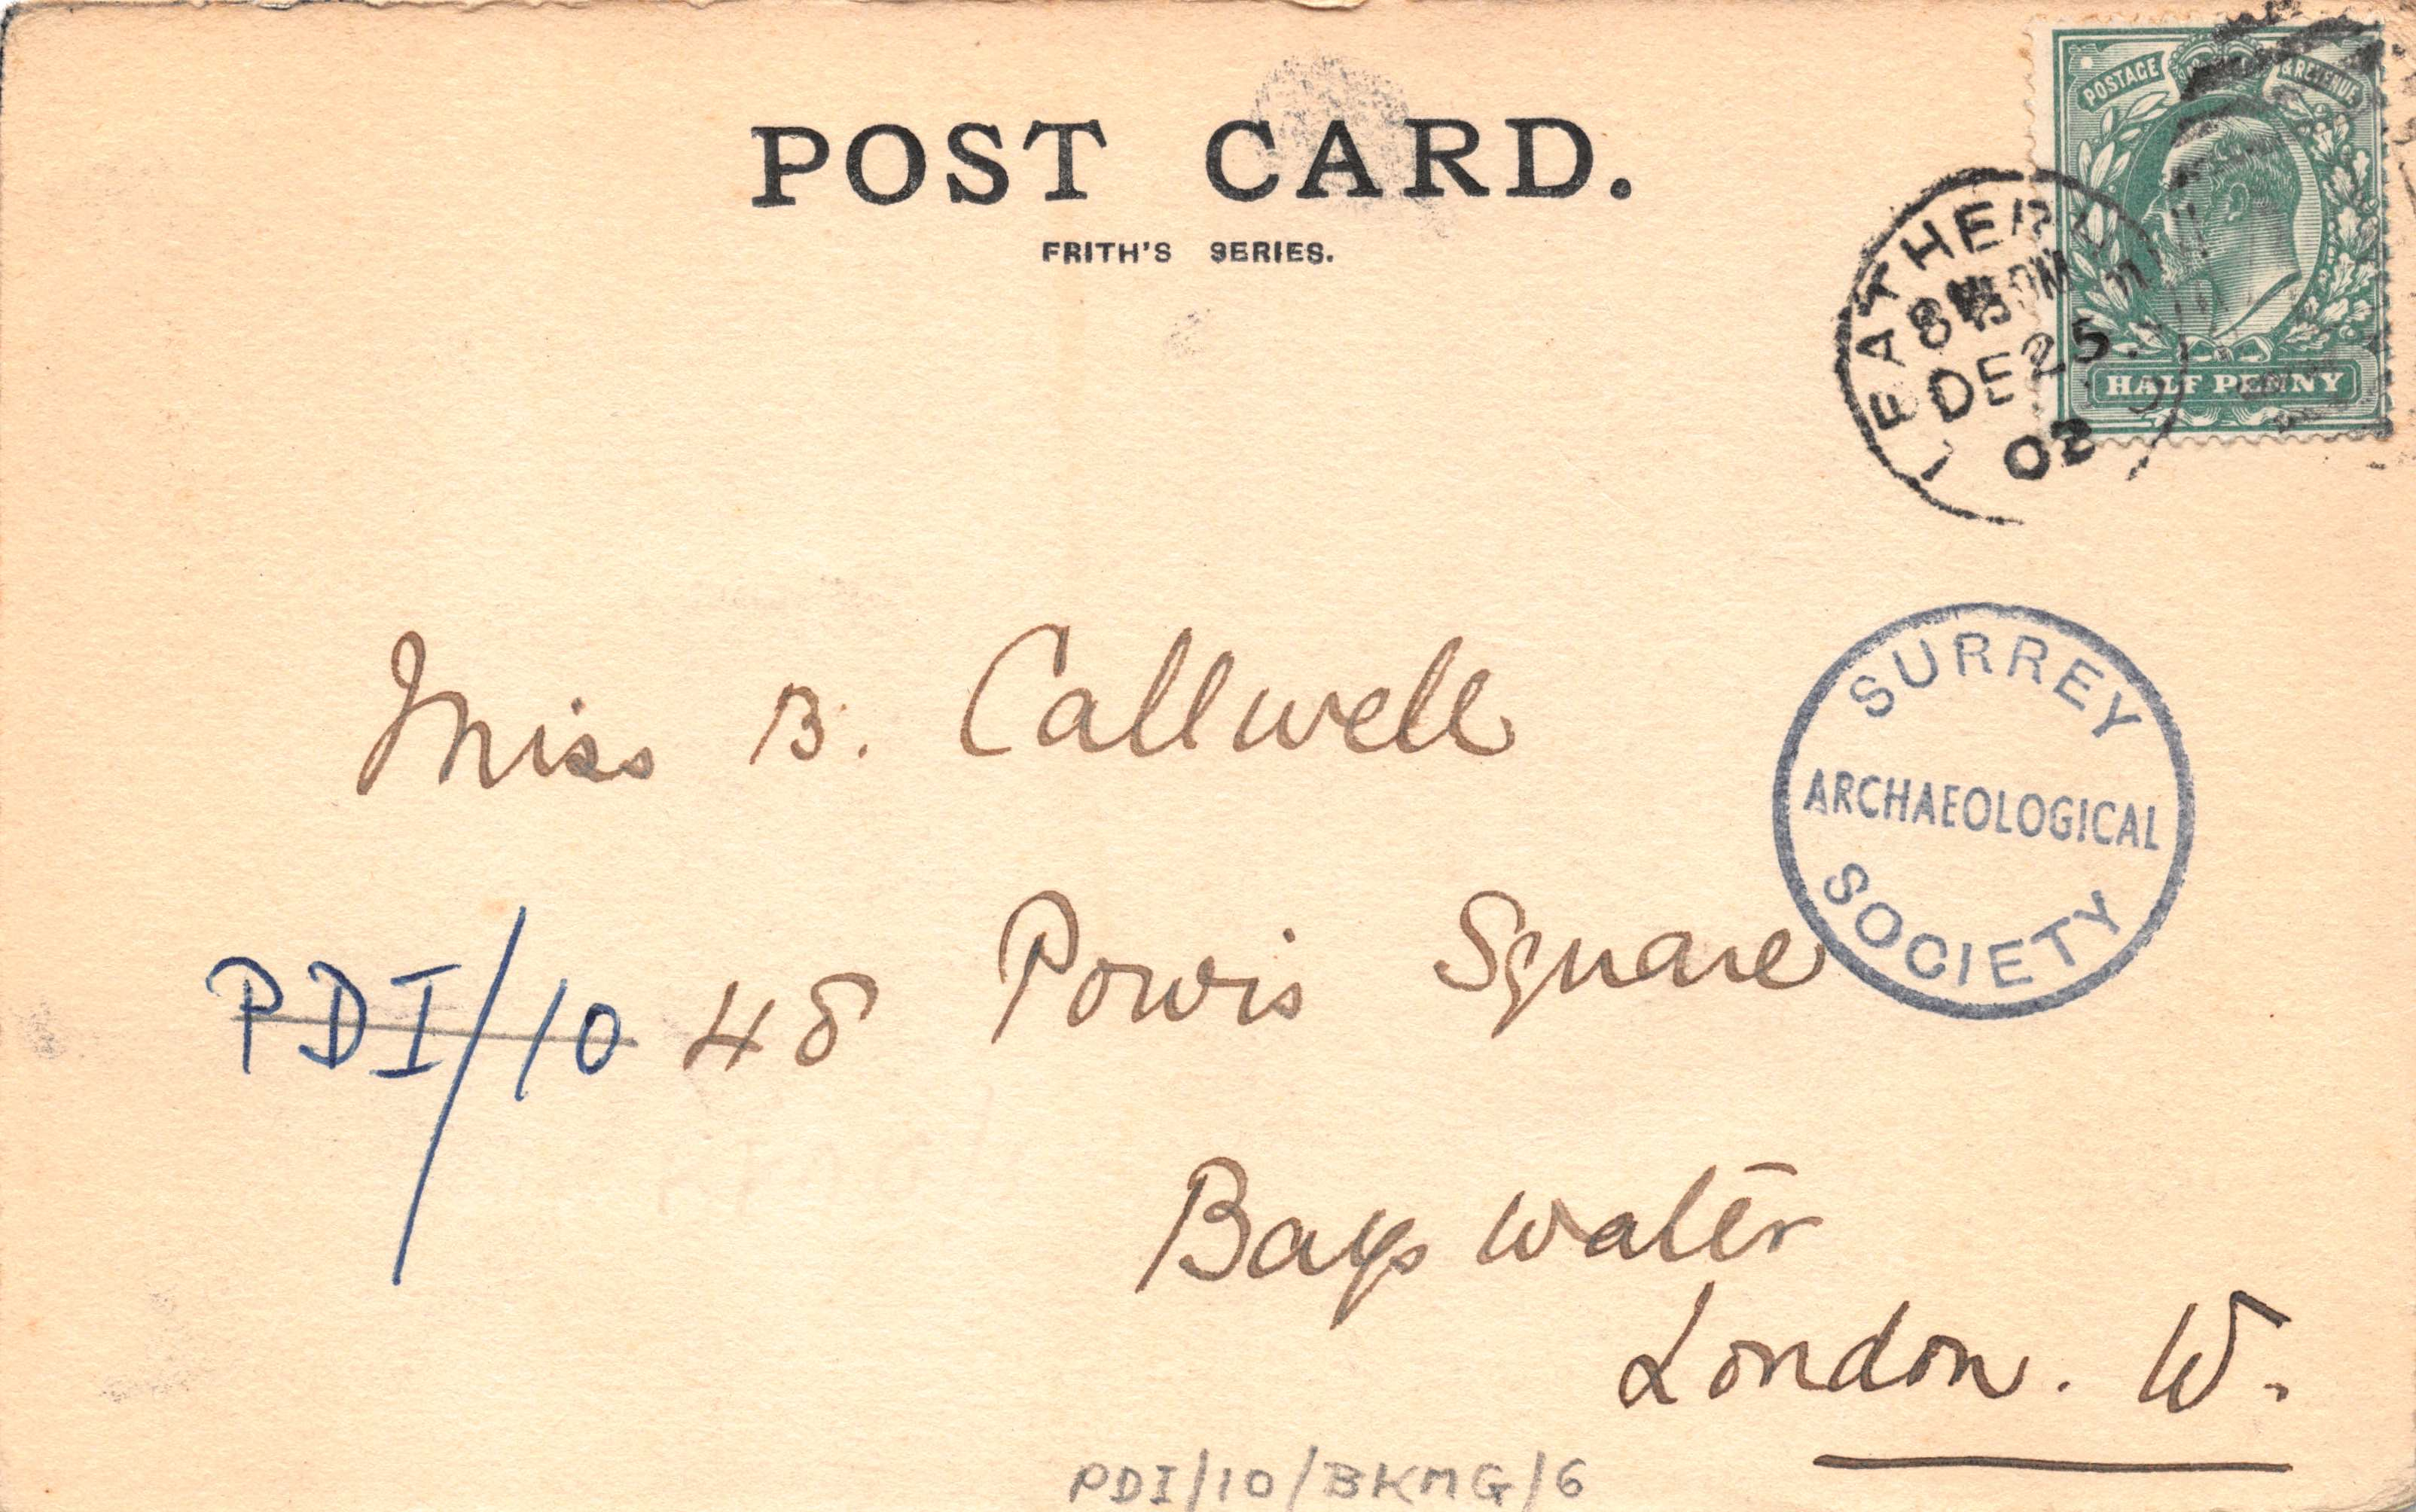 POST CARD.
FRITH'S SERIES.
POSTAGE & REVENUE
HALF PENNY
LEATHERH
DE 25
02
Miss B. Callwell
SURREY
ARCHAEOLOGICAL
SOCIETY
PDI/10
48 Powis Square
Bayswater
London. W.
PDI/10/BKMG/6